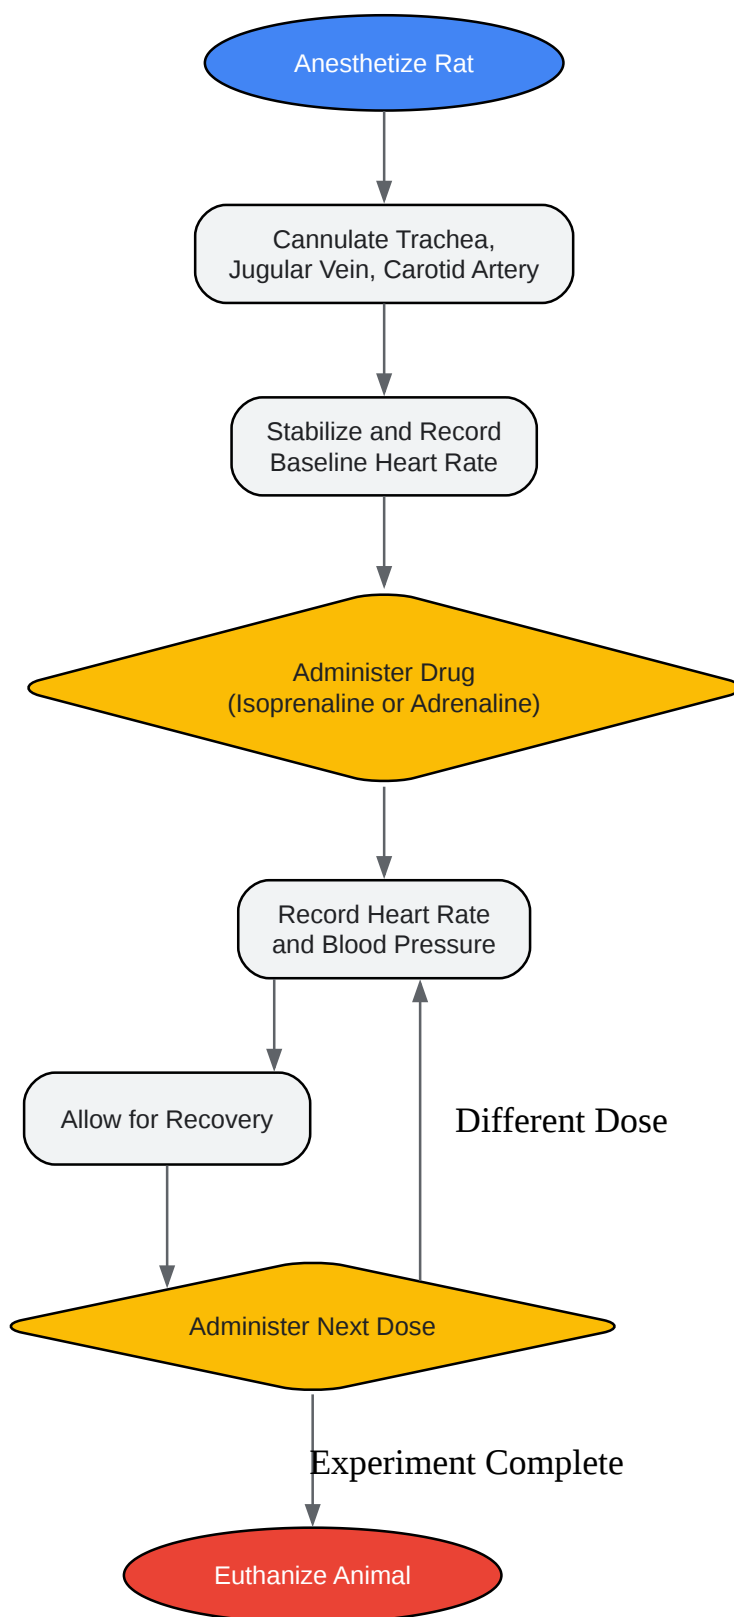 Anesthetize Rat
Cannulate Trachea,
Jugular Vein, Carotid Artery
Stabilize and Record
Baseline Heart Rate
Administer Drug
(Isoprenaline or Adrenaline)
Record Heart Rate
and Blood Pressure
Allow for Recovery
Different Dose
Administer Next Dose
Experiment Complete
Euthanize Animal